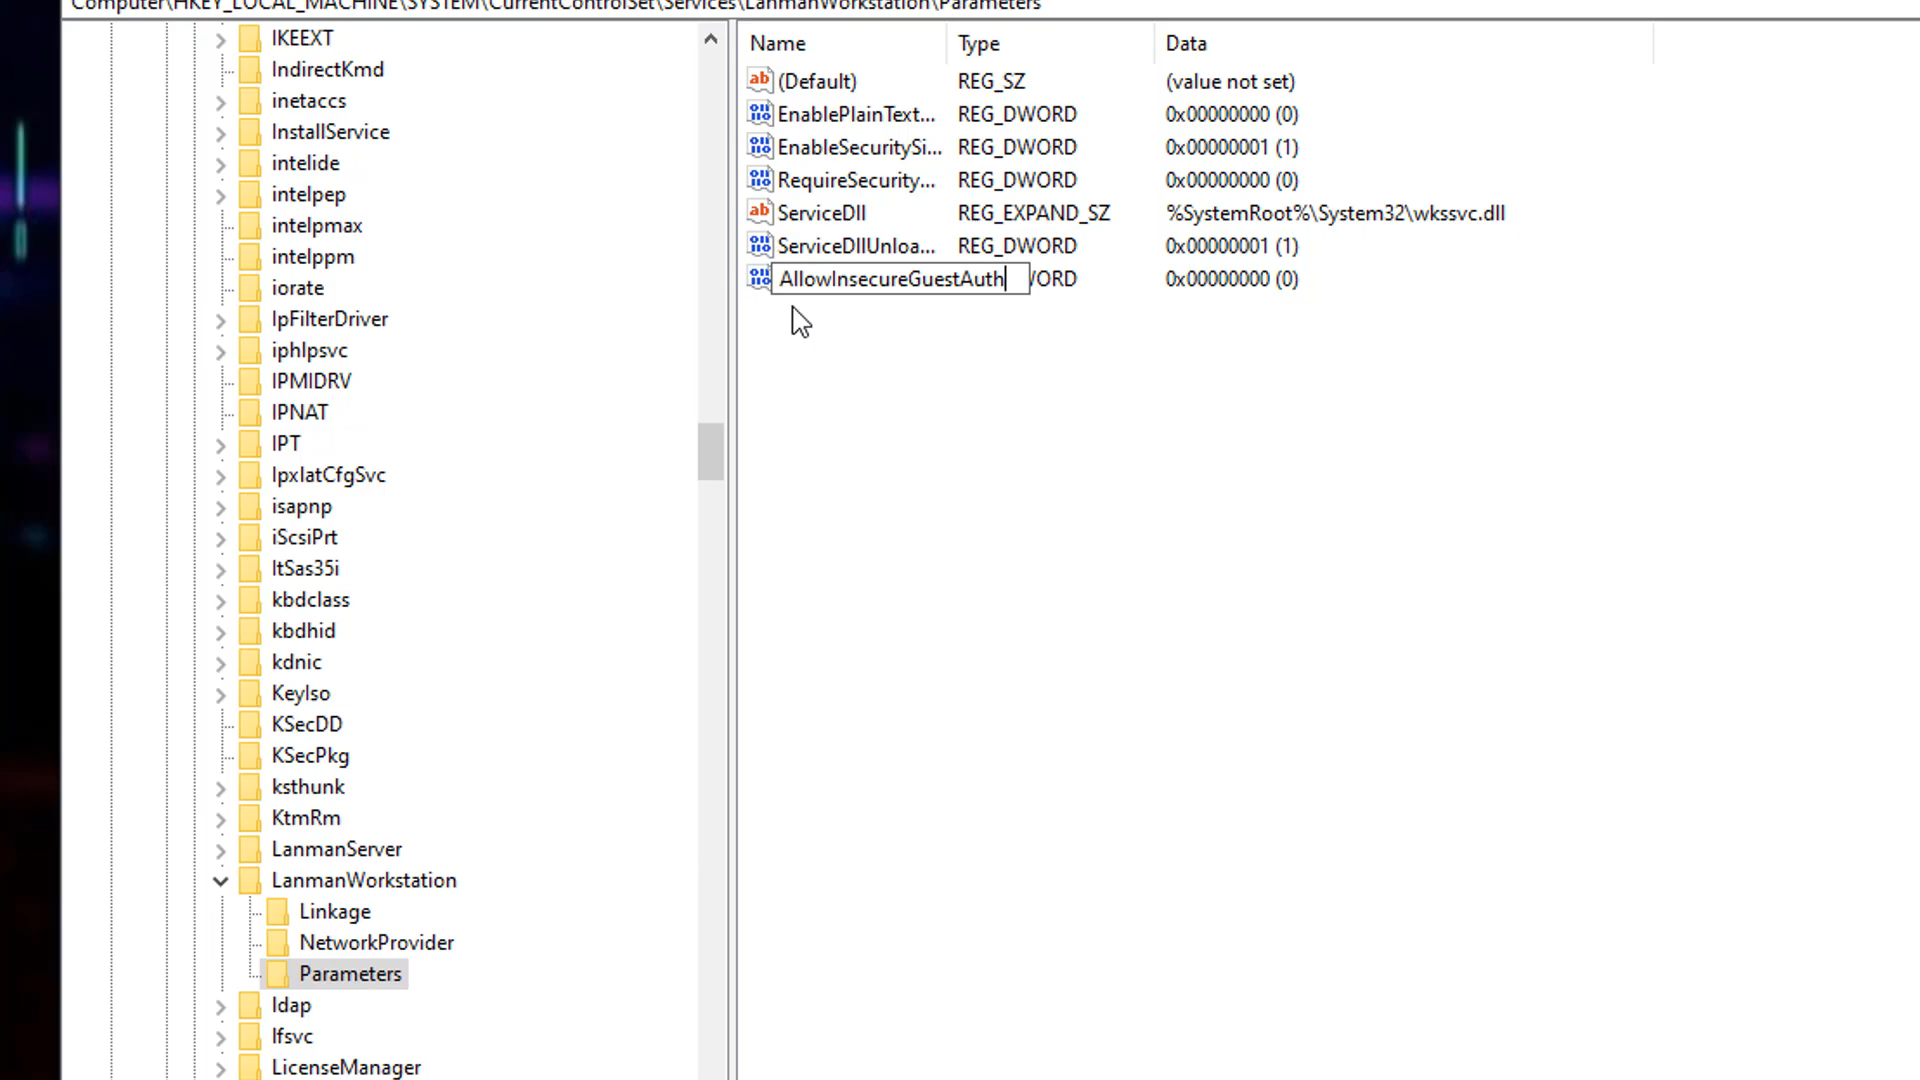 Computer\HKEY_LOCAL_MACHINE\SYSTEM\CurrentControlSet\Services\LanmanWorkstation\Parameters
IKEEXT
IndirectKmd
inetaccs
InstallService
intelide
intelpep
intelpmax
intelppm
iorate
IpFilterDriver
iphlpsvc
IPMIDRV
IPNAT
IPT
IpxlatCfgSvc
isapnp
iScsiPrt
ItSas35i
kbdclass
kbdhid
kdnic
KeyIso
KSecDD
KSecPkg
ksthunk
KtmRm
LanmanServer
LanmanWorkstation
Linkage
NetworkProvider
Parameters
ldap
lfsvc
LicenseManager
Name Type Data
(Default) REG_SZ (value not set)
EnablePlainText... REG_DWORD 0x00000000 (0)
EnableSecuritySi... REG_DWORD 0x00000001 (1)
RequireSecurity... REG_DWORD 0x00000000 (0)
ServiceDll REG_EXPAND_SZ %SystemRoot%\System32\wkssvc.dll
ServiceDllUnloa... REG_DWORD 0x00000001 (1)
AllowInsecureGuestAuth WORD 0x00000000 (0)